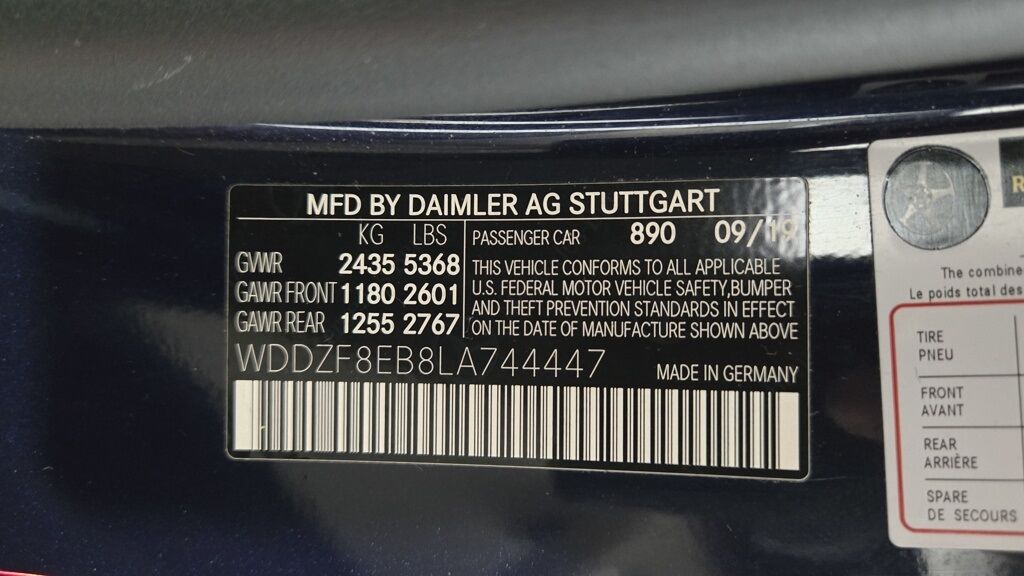 MFD BY DAIMLER AG STUTTGART
KG LBS
GVWR 2435 5368
GAWR FRONT 1180 2601
GAWR REAR 1255 2767
PASSENGER CAR 890 09/19
THIS VEHICLE CONFORMS TO ALL APPLICABLE
U.S. FEDERAL MOTOR VEHICLE SAFETY,BUMPER
AND THEFT PREVENTION STANDARDS IN EFFECT
ON THE DATE OF MANUFACTURE SHOWN ABOVE
WDDZF8EB8LA744447
MADE IN GERMANY
The combine
Le poids total des
TIRE
PNEU
FRONT
AVANT
REAR
ARRIÈRE
SPARE
DE SECOURS